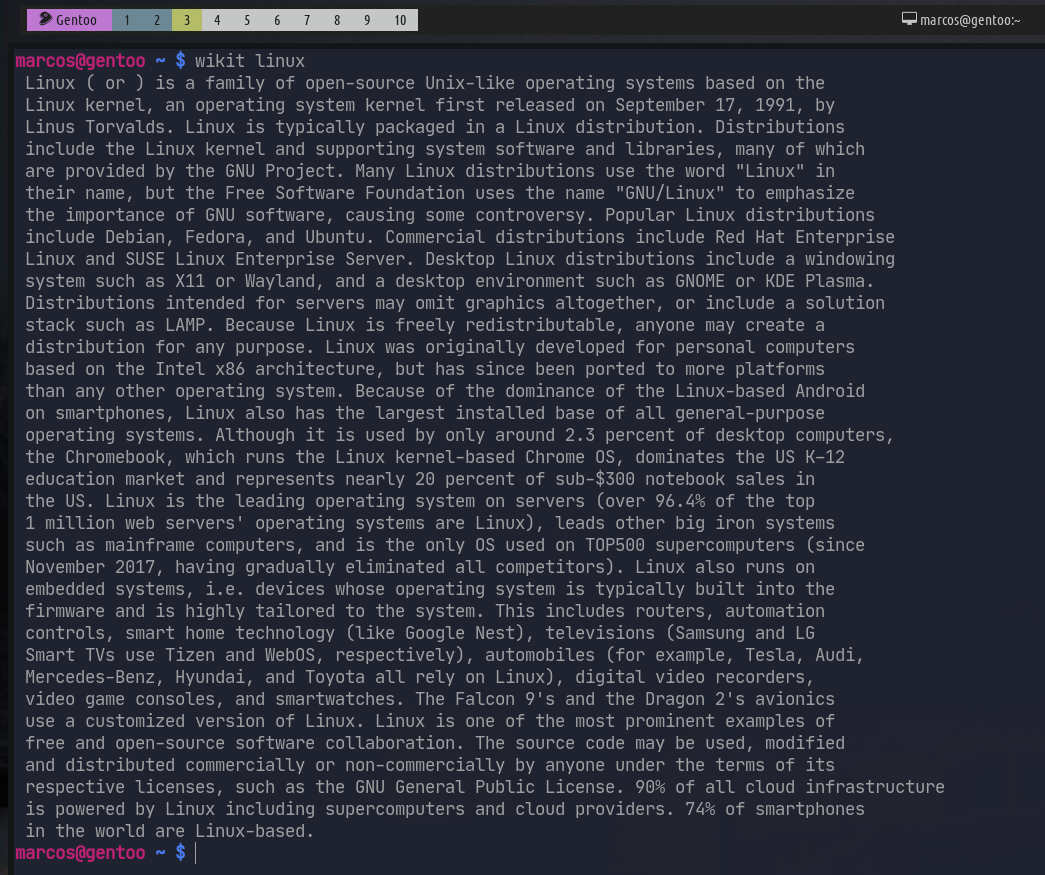 Gentoo 1 2 3 4 5 6 7 8 9 10 marcos@gentoo:~
marcos@gentoo ~ $ wikit linux
Linux ( or ) is a family of open-source Unix-like operating systems based on the
Linux kernel, an operating system kernel first released on September 17, 1991, by
Linus Torvalds. Linux is typically packaged in a Linux distribution. Distributions
include the Linux kernel and supporting system software and libraries, many of which
are provided by the GNU Project. Many Linux distributions use the word "Linux" in
their name, but the Free Software Foundation uses the name "GNU/Linux" to emphasize
the importance of GNU software, causing some controversy. Popular Linux distributions
include Debian, Fedora, and Ubuntu. Commercial distributions include Red Hat Enterprise
Linux and SUSE Linux Enterprise Server. Desktop Linux distributions include a windowing
system such as X11 or Wayland, and a desktop environment such as GNOME or KDE Plasma.
Distributions intended for servers may omit graphics altogether, or include a solution
stack such as LAMP. Because Linux is freely redistributable, anyone may create a
distribution for any purpose. Linux was originally developed for personal computers
based on the Intel x86 architecture, but has since been ported to more platforms
than any other operating system. Because of the dominance of the Linux-based Android
on smartphones, Linux also has the largest installed base of all general-purpose
operating systems. Although it is used by only around 2.3 percent of desktop computers,
the Chromebook, which runs the Linux kernel-based Chrome OS, dominates the US K–12
education market and represents nearly 20 percent of sub-$300 notebook sales in
the US. Linux is the leading operating system on servers (over 96.4% of the top
1 million web servers' operating systems are Linux), leads other big iron systems
such as mainframe computers, and is the only OS used on TOP500 supercomputers (since
November 2017, having gradually eliminated all competitors). Linux also runs on
embedded systems, i.e. devices whose operating system is typically built into the
firmware and is highly tailored to the system. This includes routers, automation
controls, smart home technology (like Google Nest), televisions (Samsung and LG
Smart TVs use Tizen and WebOS, respectively), automobiles (for example, Tesla, Audi,
Mercedes-Benz, Hyundai, and Toyota all rely on Linux), digital video recorders,
video game consoles, and smartwatches. The Falcon 9's and the Dragon 2's avionics
use a customized version of Linux. Linux is one of the most prominent examples of
free and open-source software collaboration. The source code may be used, modified
and distributed commercially or non-commercially by anyone under the terms of its
respective licenses, such as the GNU General Public License. 90% of all cloud infrastructure
is powered by Linux including supercomputers and cloud providers. 74% of smartphones
in the world are Linux-based.
marcos@gentoo ~ $